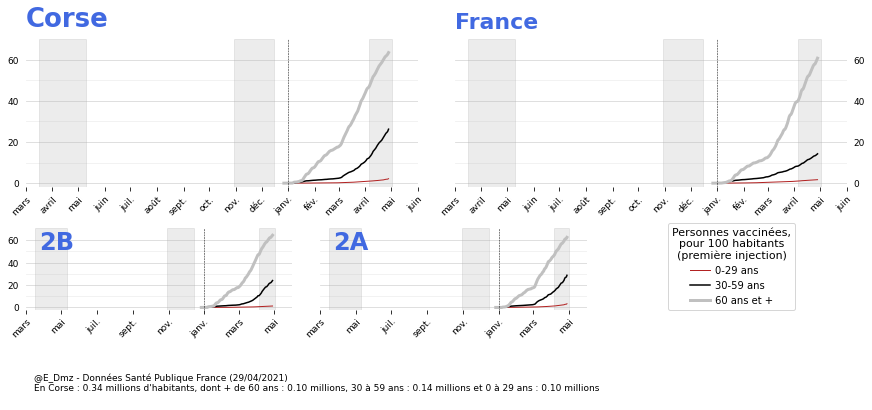 Corse
France
60
40
20
0
mars avril mai juin juil. août sept. oct. nov. déc. janv. fév. mars avril mai juin
60
40
20
0
mars avril mai juin juil. août sept. oct. nov. déc. janv. fév. mars avril mai juin
2B
60
40
20
0
mars mai juil. sept. nov. janv. mars mai
2A
mars mai juil. sept. nov. janv. mars mai
Personnes vaccinées,
pour 100 habitants
(première injection)
0-29 ans
30-59 ans
60 ans et +
@E_Dmz - Données Santé Publique France (29/04/2021)
En Corse : 0.34 millions d'habitants, dont + de 60 ans : 0.10 millions, 30 à 59 ans : 0.14 millions et 0 à 29 ans : 0.10 millions